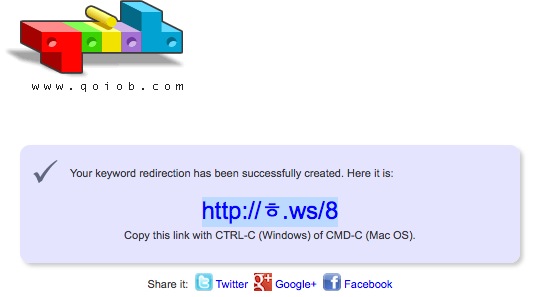 www.qoiob.com
Your keyword redirection has been successfully created. Here it is:
http://ㅎ.ws/8
Copy this link with CTRL-C (Windows) of CMD-C (Mac OS).
Share it: Twitter Google+ Facebook